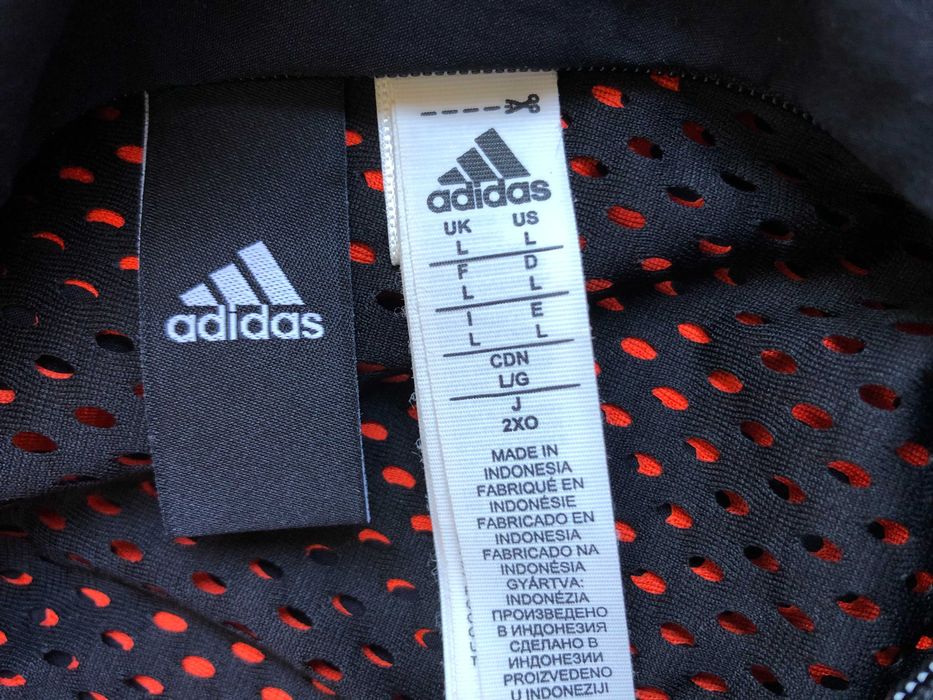 adidas
adidas
UK US
L L
F D
L L
I E
L L
CDN
L/G
J
2XO
MADE IN
INDONESIA
FABRIQUÉ EN
INDONÉSIE
FABRICADO EN
INDONESIA
FABRICADO NA
INDONÉSIA
GYÁRTVA:
INDONÉZIA
ПРОИЗВЕДЕНО
В ИНДОНЕЗИЯ
СДЕЛАНО В
ИНДОНЕЗИИ
PROIZVEDENO
U INDONEZIJI